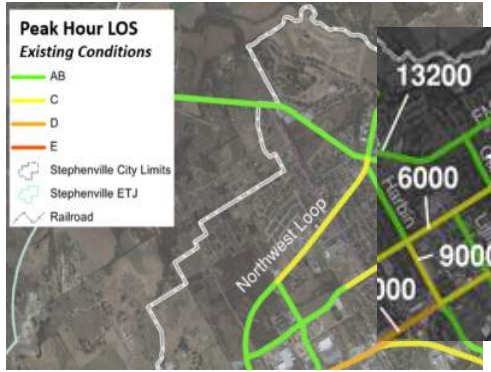 Peak Hour LOS
Existing Conditions
AB
C
D
E
Stephenville City Limits
Stephenville ETJ
Railroad
Northwest Loop
13200
Harbin
6000
9000
000